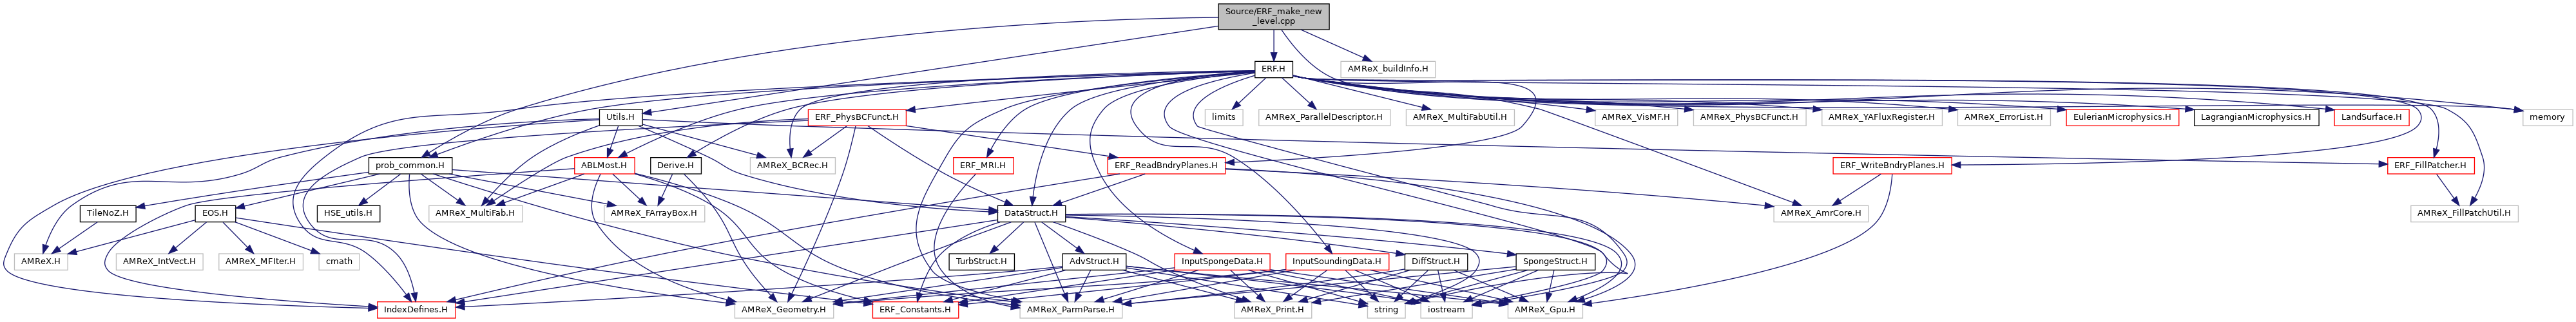 Source/ERF_make_new
_level.cpp
ERF.H
AMReX_buildInfo.H
Utils.H
ERF_PhysBCFunct.H
limits
AMReX_ParallelDescriptor.H
AMReX_MultiFabUtil.H
AMReX_VisMF.H
AMReX_PhysBCFunct.H
AMReX_YAFluxRegister.H
AMReX_ErrorList.H
EulerianMicrophysics.H
LagrangianMicrophysics.H
LandSurface.H
memory
prob_common.H
ABLMost.H
Derive.H
AMReX_BCRec.H
ERF_MRI.H
ERF_ReadBndryPlanes.H
ERF_WriteBndryPlanes.H
ERF_FillPatcher.H
TileNoZ.H
EOS.H
HSE_utils.H
AMReX_MultiFab.H
AMReX_FArrayBox.H
DataStruct.H
AMReX_AmrCore.H
AMReX_FillPatchUtil.H
AMReX.H
AMReX_IntVect.H
AMReX_MFIter.H
cmath
TurbStruct.H
AdvStruct.H
InputSpongeData.H
InputSoundingData.H
DiffStruct.H
SpongeStruct.H
IndexDefines.H
AMReX_Geometry.H
ERF_Constants.H
AMReX_ParmParse.H
AMReX_Print.H
string
iostream
AMReX_Gpu.H